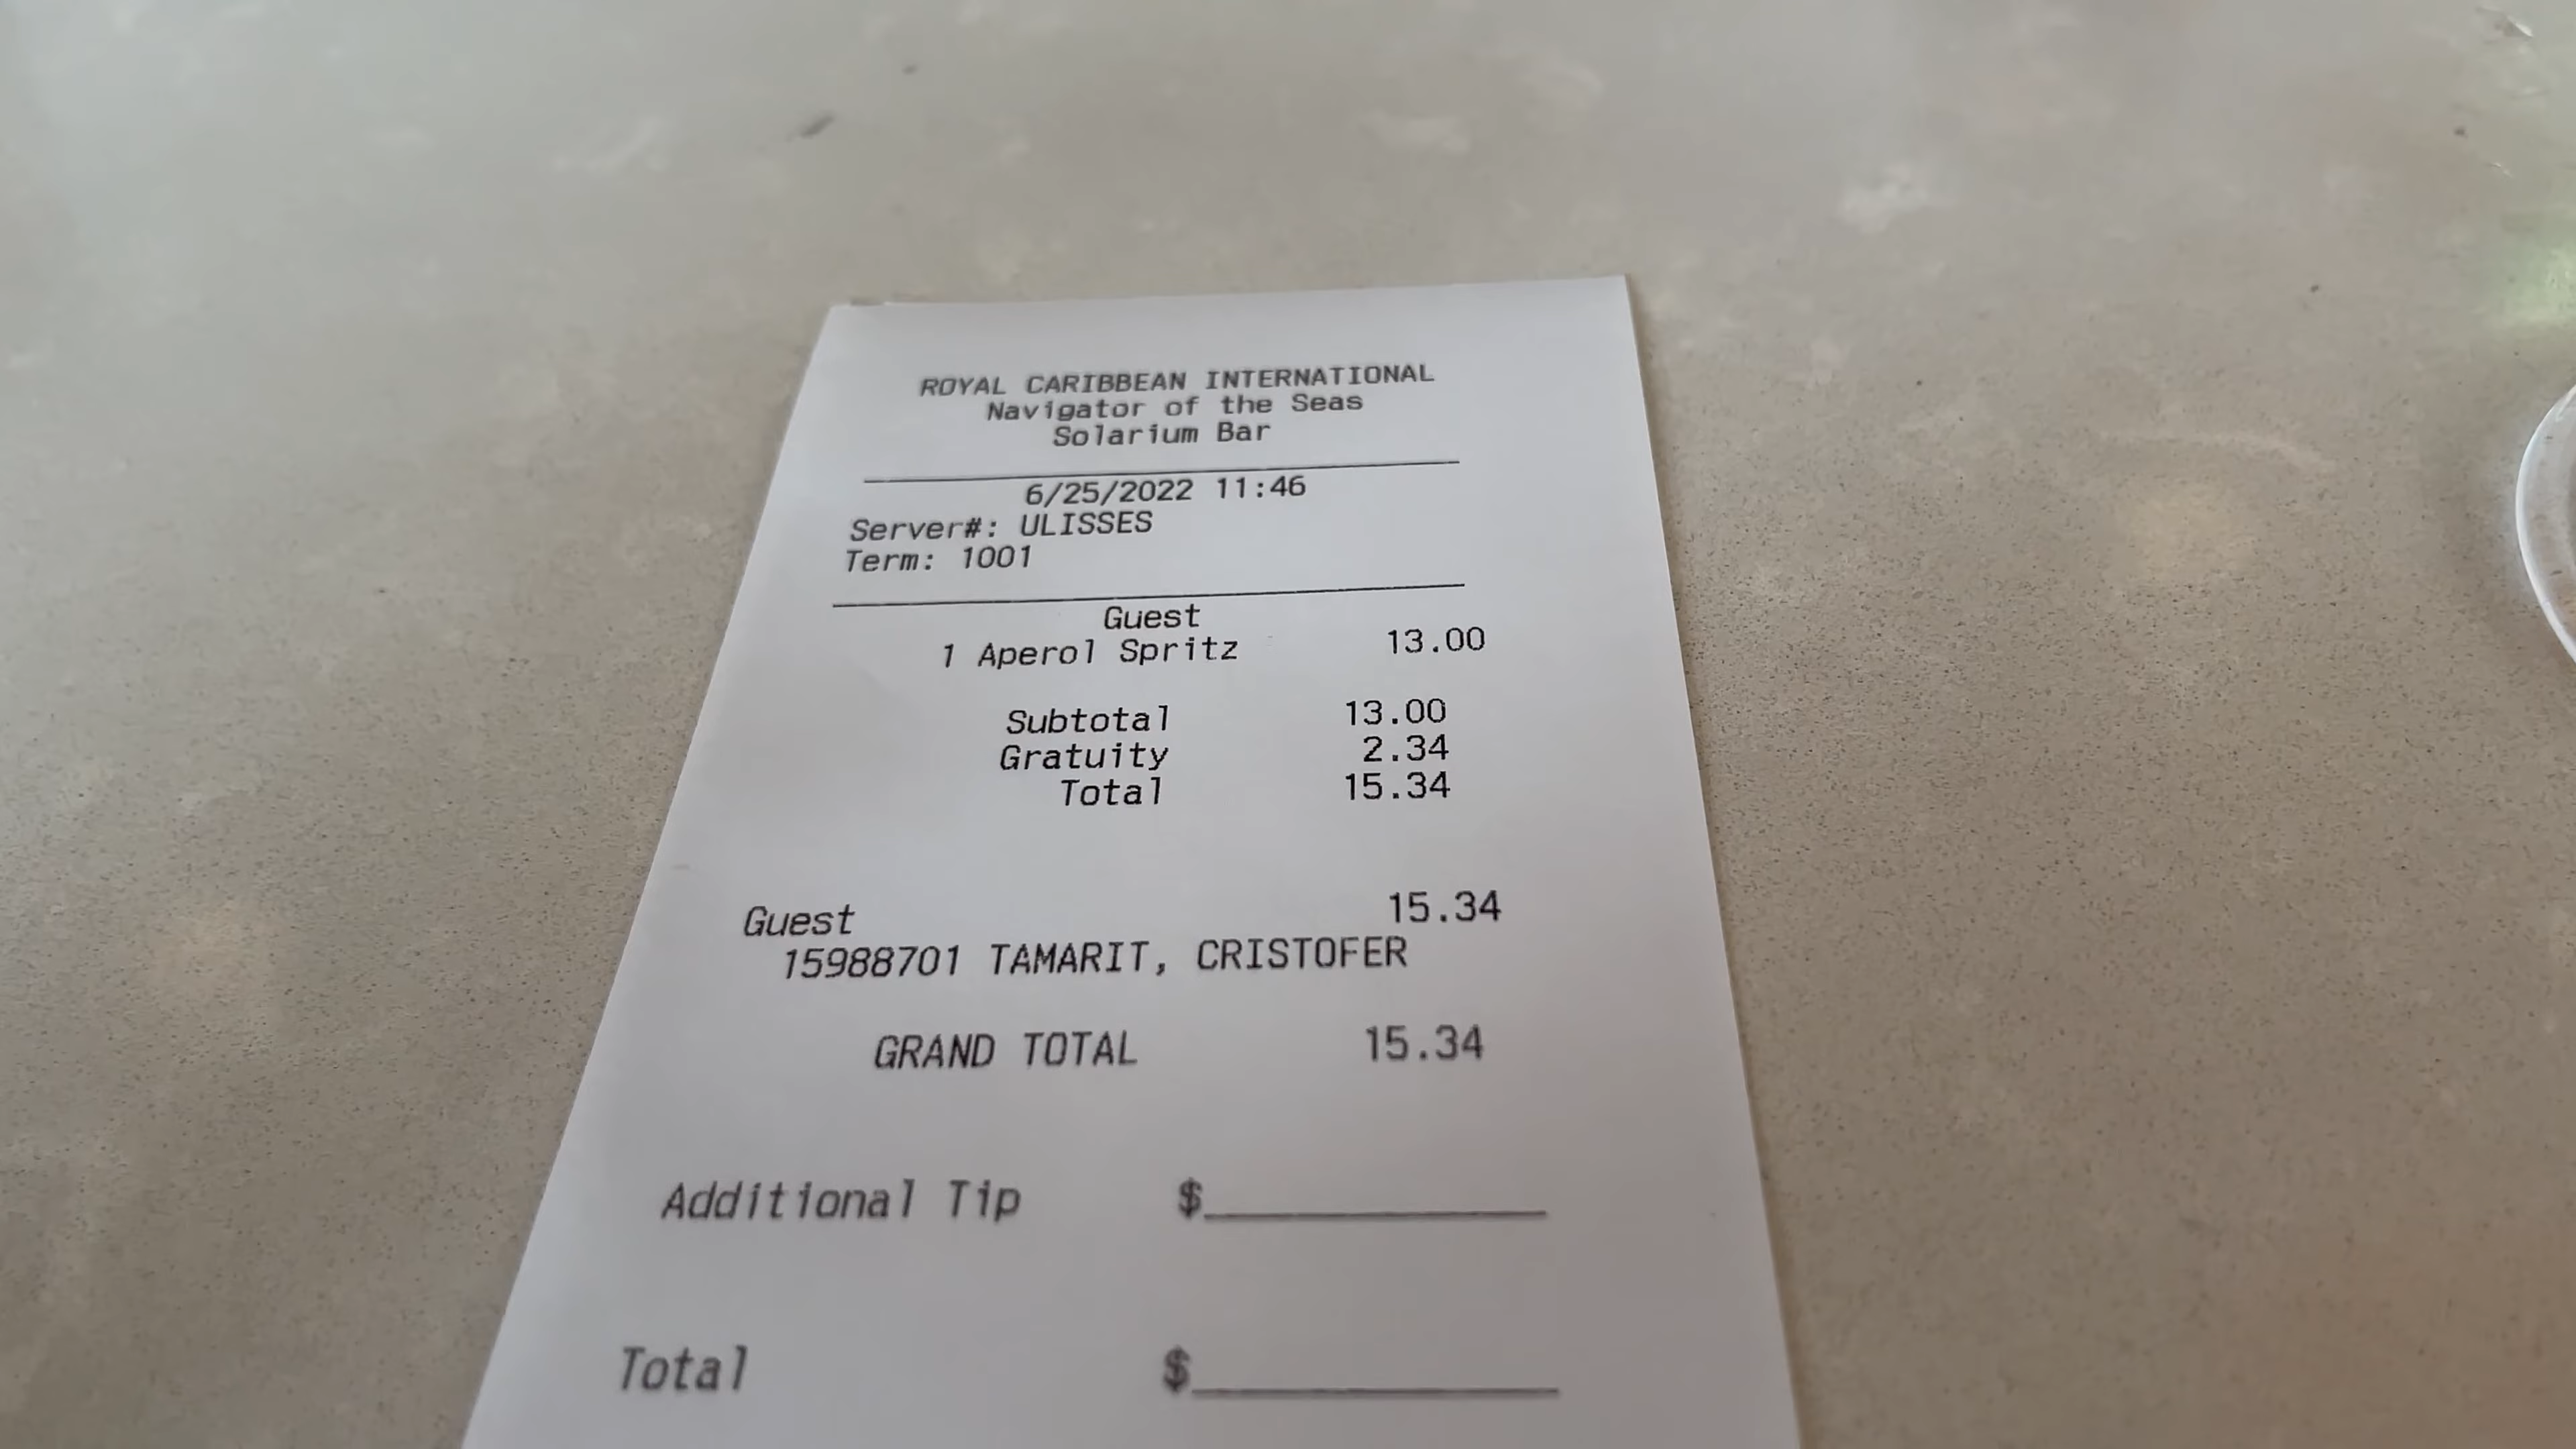 ROYAL CARIBBEAN INTERNATIONAL
Navigator of the Seas
Solarium Bar
6/25/2022 11:46
Server#: ULISSES
Term: 1001
Guest
1 Aperol Spritz 13.00
Subtotal 13.00
Gratuity 2.34
Total 15.34
Guest 15.34
15988701 TAMARIT, CRISTOFER
GRAND TOTAL 15.34
Additional Tip $
Total $